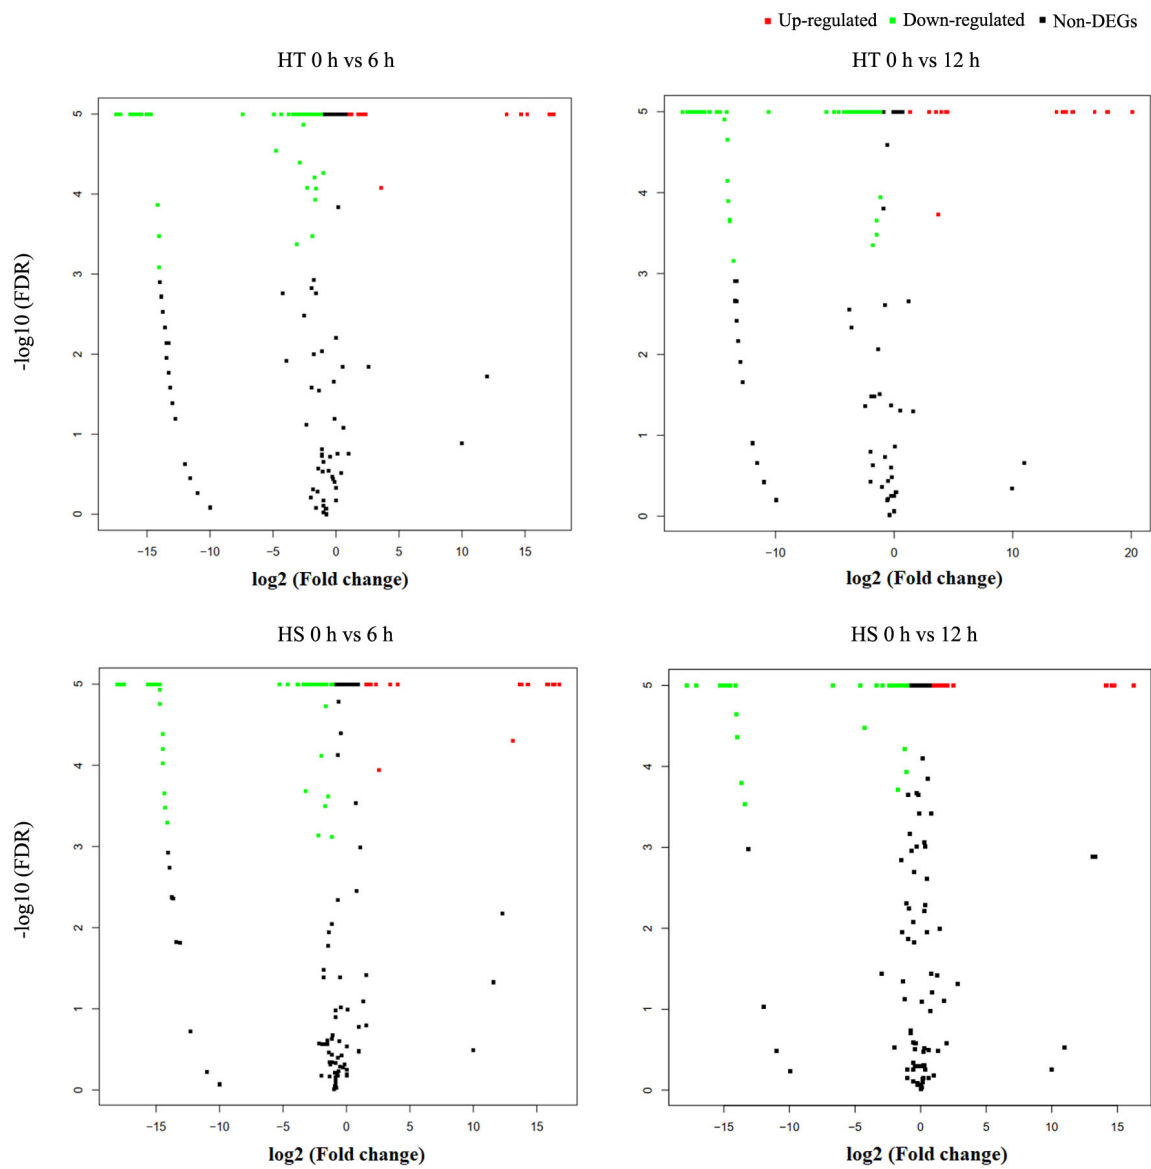 Up-regulated Down-regulated Non-DEGs
HT 0 h vs 6 h
HT 0 h vs 12 h
-log10 (FDR)
5
4
3
2
1
0
−15 −10 −5 0 5 10 15
log2 (Fold change)
5
4
3
2
1
0
−10 0 10 20
log2 (Fold change)
HS 0 h vs 6 h
HS 0 h vs 12 h
-log10 (FDR)
5
4
3
2
1
0
−15 −10 −5 0 5 10 15
log2 (Fold change)
5
4
3
2
1
0
−15 −10 −5 0 5 10 15
log2 (Fold change)